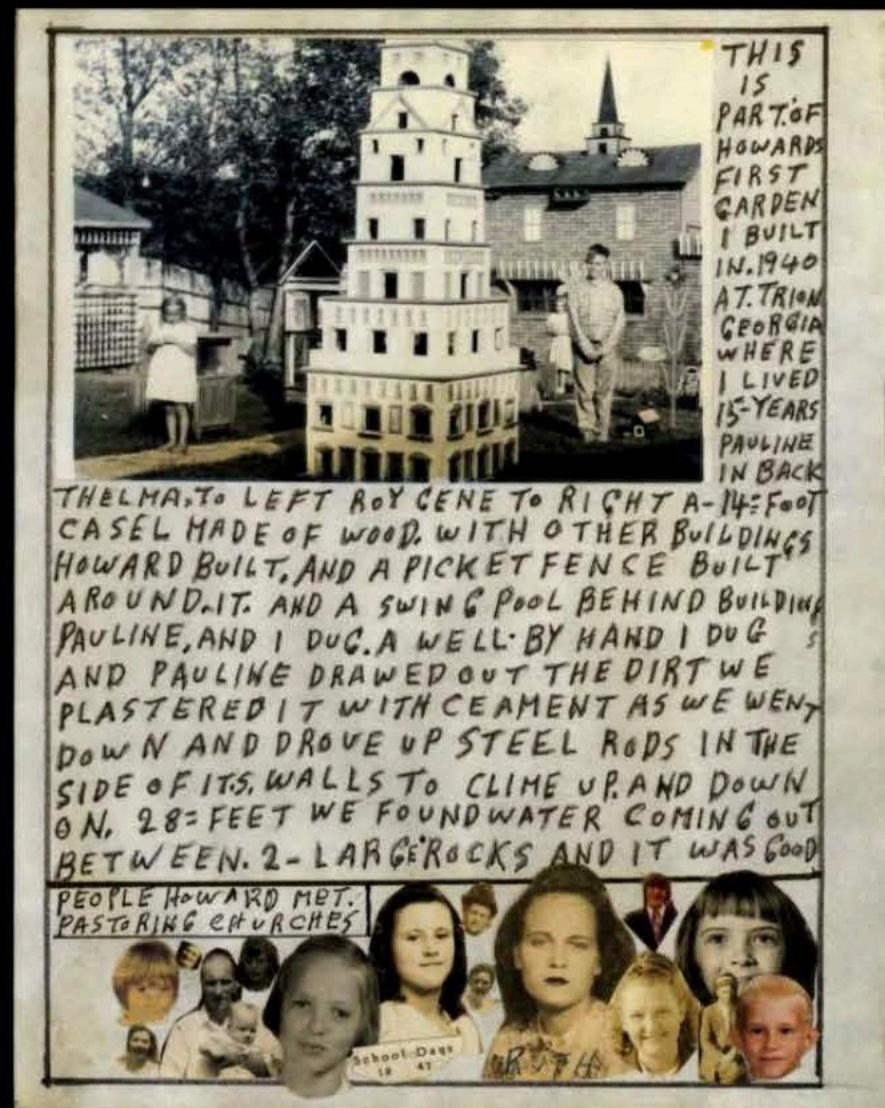 THIS
IS
PART.OF
HOWARDS
FIRST
GARDEN
I BUILT
IN.1940
AT.TRION
GEORGIA
WHERE
I LIVED
15-YEARS
PAULINE
IN BACK
THELMA,TO LEFT ROY GENE TO RIGHT A-14=FOOT
CASEL MADE OF WOOD. WITH OTHER BUILDINGS
HOWARD BUILT, AND A PICKET FENCE BUILT
AROUND.IT. AND A SWING POOL BEHIND BUILDINGS
PAULINE, AND I DUG. A WELL. BY HAND I DUG
AND PAULINE DRAWED OUT THE DIRT WE
PLASTERED IT WITH CEAMENT AS WE WENT
DOWN AND DROVE UP STEEL RODS IN THE
SIDE OF ITS. WALLS TO CLIME UP. AND DOWN
ON. 28=FEET WE FOUND WATER COMING OUT
BETWEEN. 2-LARGE ROCKS AND IT WAS GOOD
PEOPLE HOWARD MET.
PASTORING CHURCHES
School Days
19 47
RUTH